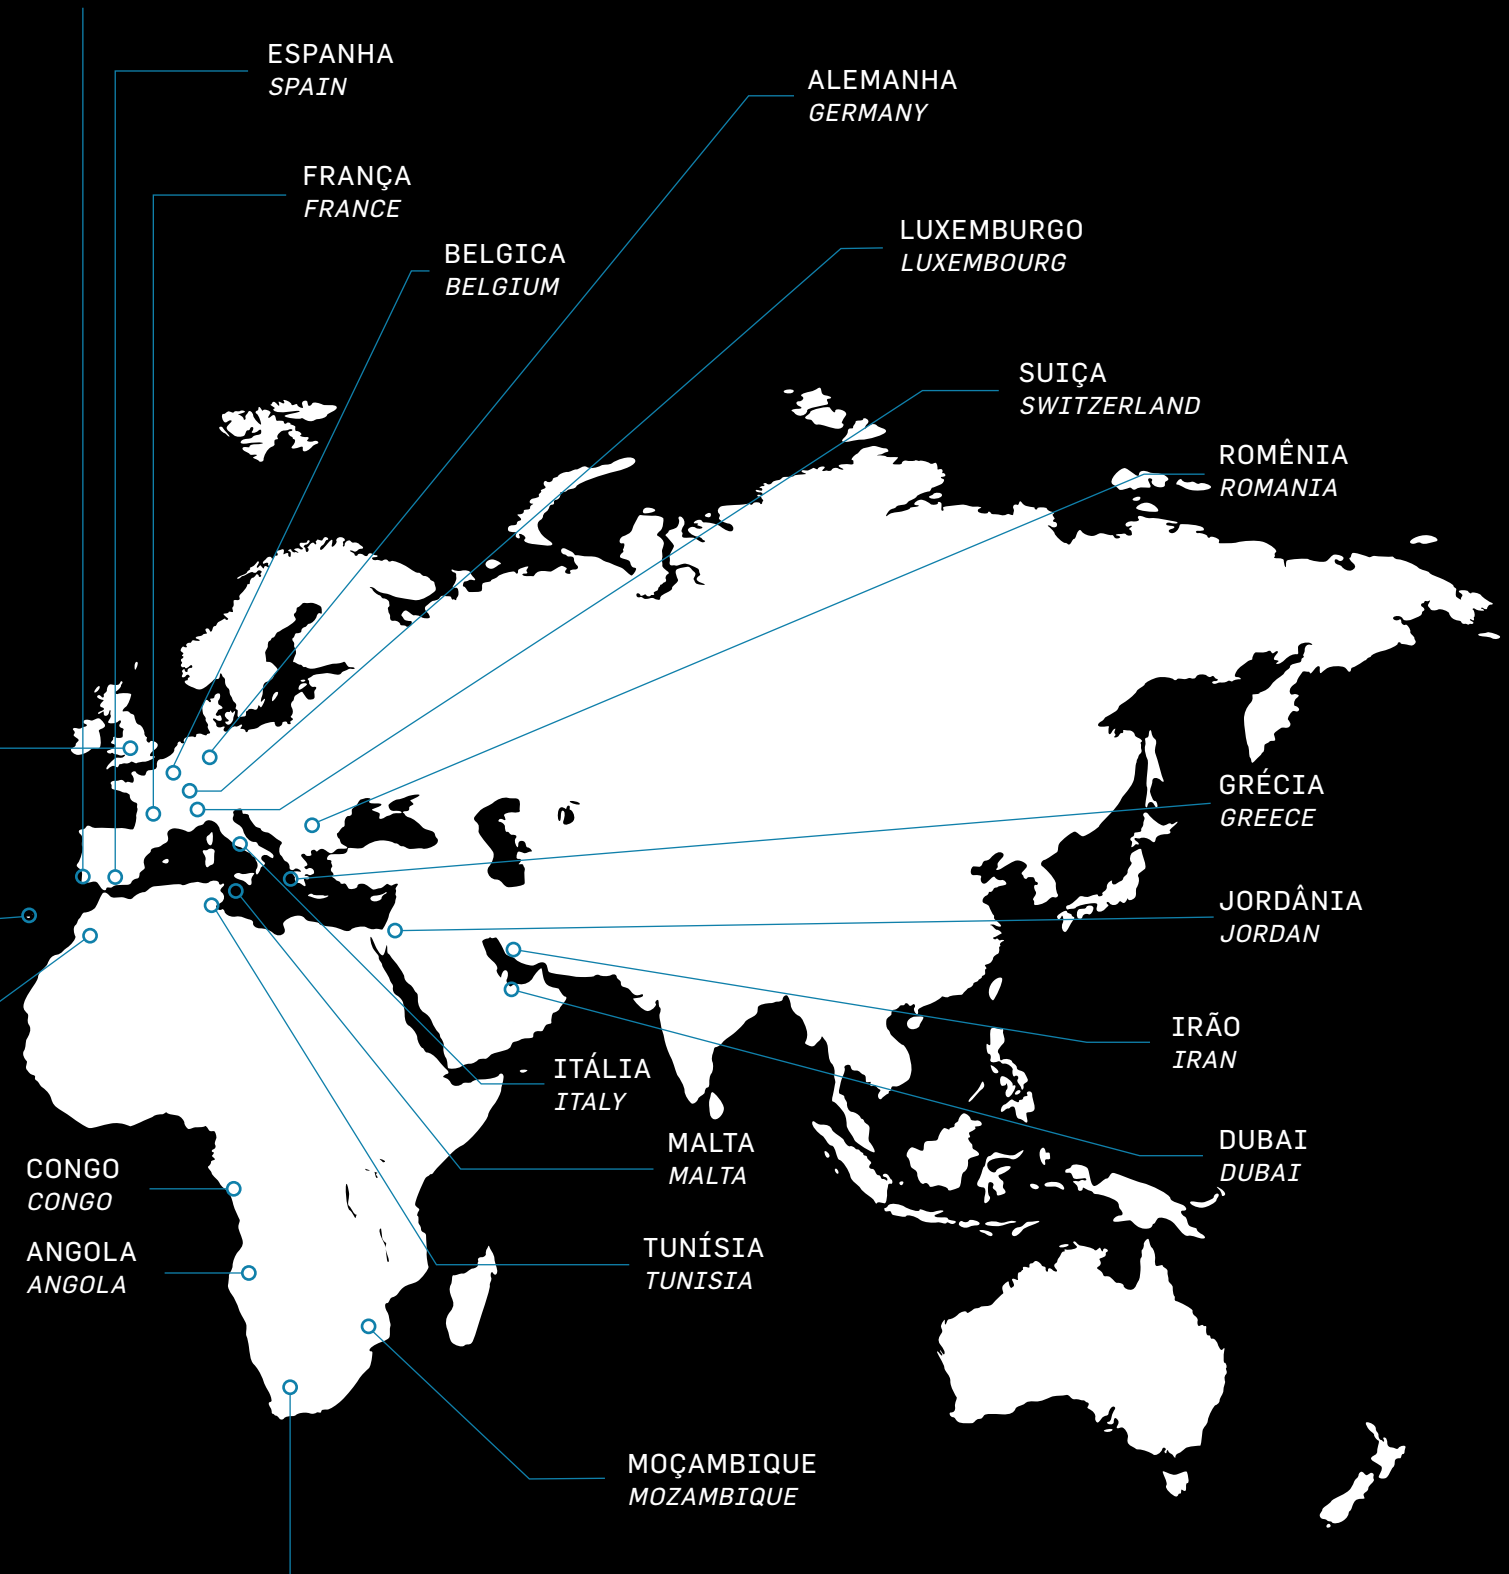 ESPANHA
SPAIN
ALEMANHA
GERMANY
FRANÇA
FRANCE
LUXEMBURGO
LUXEMBOURG
BELGICA
BELGIUM
SUIÇA
SWITZERLAND
ROMÊNIA
ROMANIA
GRÉCIA
GREECE
JORDÂNIA
JORDAN
IRÃO
IRAN
ITÁLIA
ITALY
MALTA
MALTA
DUBAI
DUBAI
CONGO
CONGO
ANGOLA
ANGOLA
TUNÍSIA
TUNISIA
MOÇAMBIQUE
MOZAMBIQUE